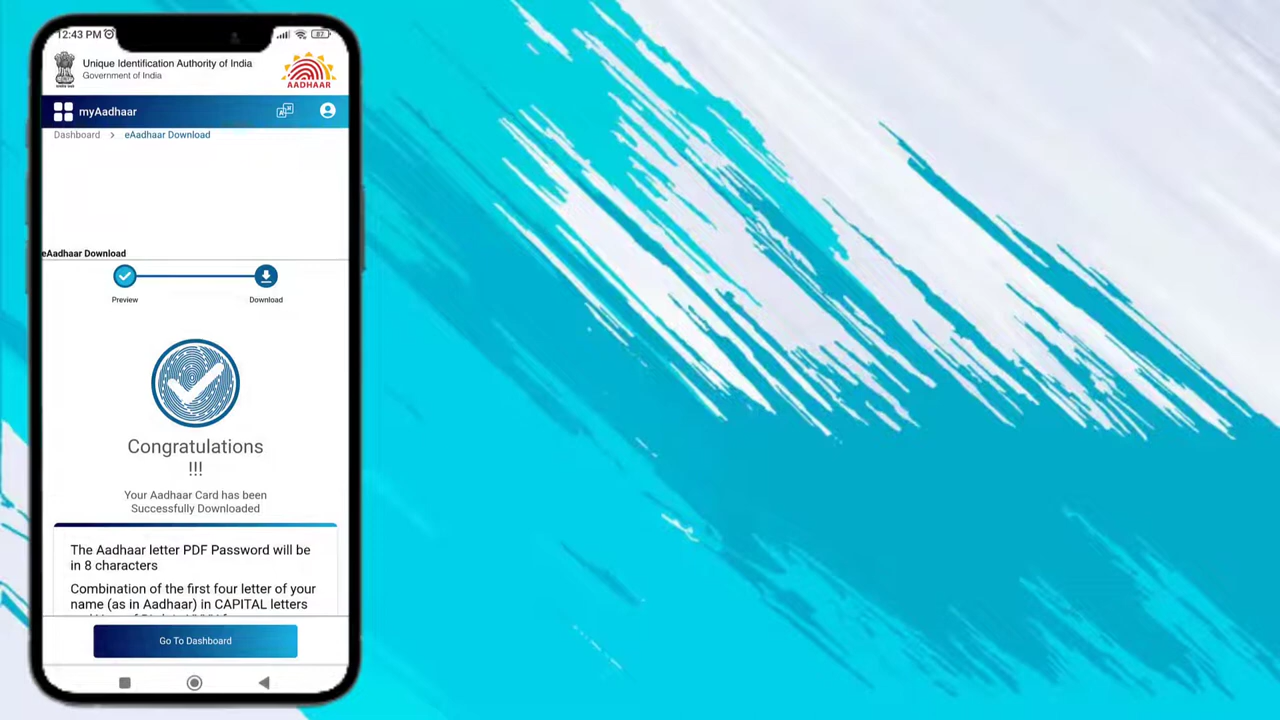 12:43 PM
87
Unique Identification Authority of India
Government of India
AADHAAR
myAadhaar
Dashboard > eAadhaar Download
eAadhaar Download
Preview
Download
Congratulations
!!!
Your Aadhaar Card has been
Successfully Downloaded
The Aadhaar letter PDF Password will be
in 8 characters
Combination of the first four letter of your
name (as in Aadhaar) in CAPITAL letters
Go To Dashboard